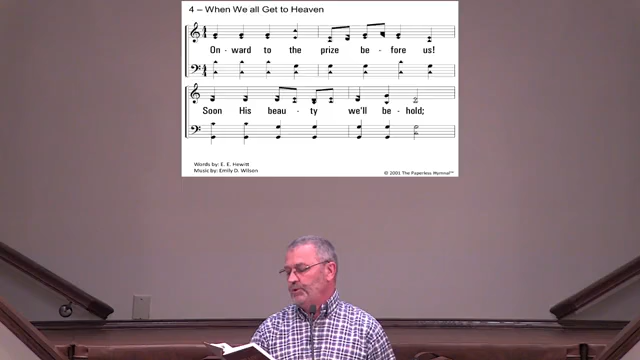 4 – When We all Get to Heaven
On - ward to the prize be - fore us!
Soon His beau - ty we'll be - hold;
Words by: E. E. Hewitt
Music by: Emily D. Wilson
© 2001 The Paperless Hymnal™